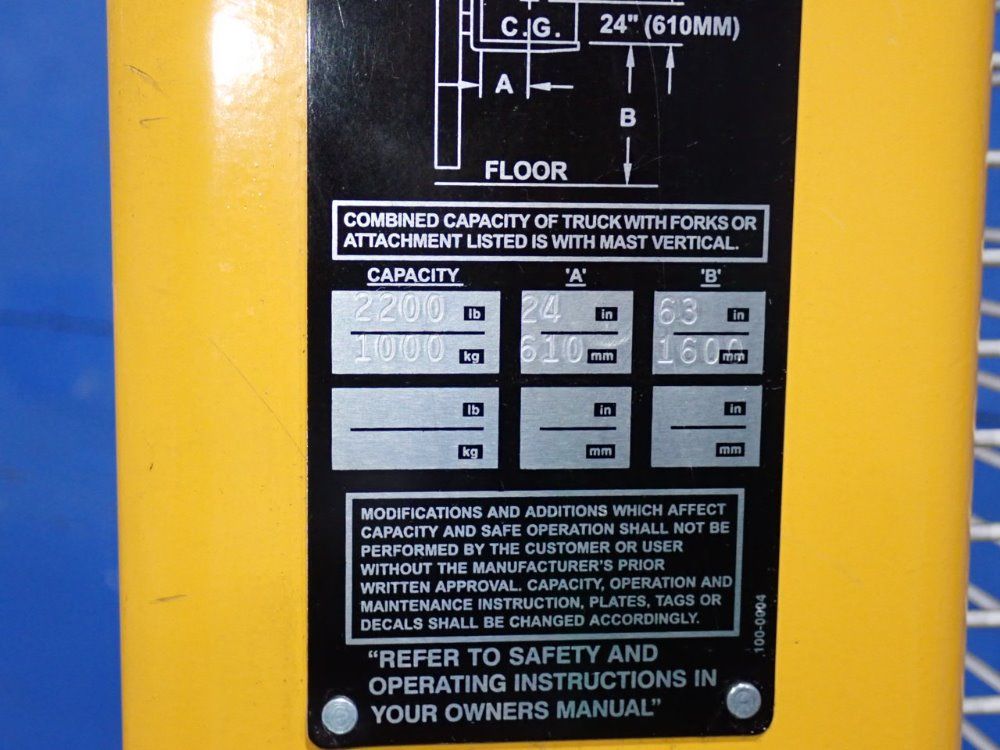 C.G.
24" (610MM)
A
B
FLOOR
COMBINED CAPACITY OF TRUCK WITH FORKS OR
ATTACHMENT LISTED IS WITH MAST VERTICAL.
CAPACITY 'A' 'B'
2200 lb 24 in 63 in
1000 kg 610 mm 1600 mm
lb in in
kg mm mm
MODIFICATIONS AND ADDITIONS WHICH AFFECT
CAPACITY AND SAFE OPERATION SHALL NOT BE
PERFORMED BY THE CUSTOMER OR USER
WITHOUT THE MANUFACTURER'S PRIOR
WRITTEN APPROVAL. CAPACITY, OPERATION AND
MAINTENANCE INSTRUCTION, PLATES, TAGS OR
DECALS SHALL BE CHANGED ACCORDINGLY.
100-0004
"REFER TO SAFETY AND
OPERATING INSTRUCTIONS IN
YOUR OWNERS MANUAL"